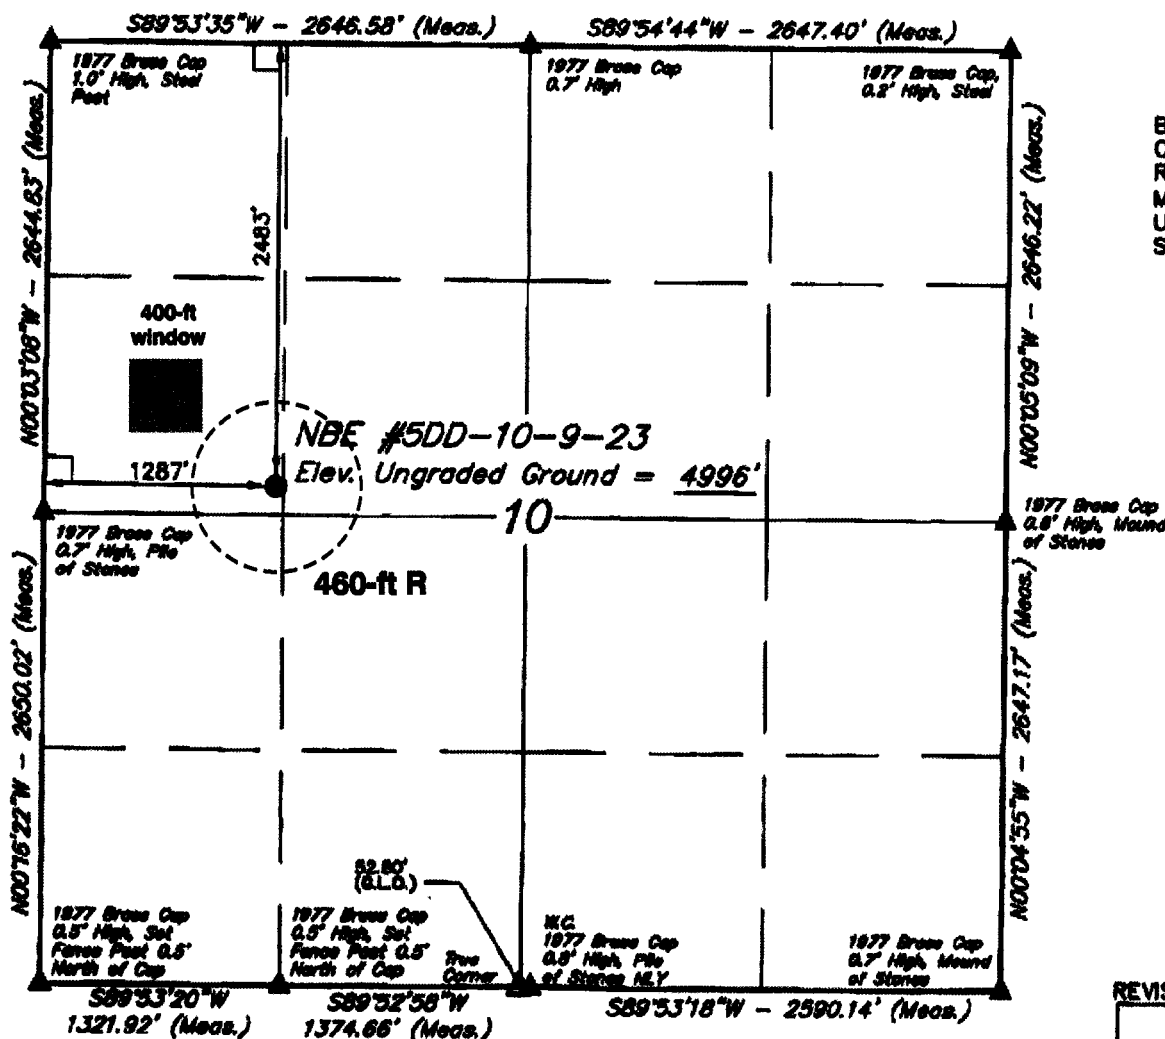 S89°53'35"W - 2646.58' (Meas.)
S89°54'44"W - 2647.40' (Meas.)
1977 Brass Cap
1.0' High, Steel
Post
1977 Brass Cap
0.7' High
1977 Brass Cap,
0.2' High, Steel
N00°03'08"W - 2644.83' (Meas.)
N00°05'09"W - 2646.22' (Meas.)
E
O
R
M
U
S
2483'
400-ft
window
NBE #5DD-10-9-23
Elev. Ungraded Ground = 4996'
1287'
10
1977 Brass Cap
0.7' High, Pile
of Stones
1977 Brass Cap
0.6' High, Mound
of Stones
460-ft R
N00°16'22"W - 2650.02' (Meas.)
N00°04'55"W - 2647.17' (Meas.)
52.80'
(G.L.O.)
1977 Brass Cap
0.5' High, Set
Fence Post 0.5'
North of Cap
1977 Brass Cap
0.5' High, Set
Fence Post 0.5'
North of Cap
True
Corner
W.C.
1977 Brass Cap
0.8' High, Pile
of Stones NLY
1977 Brass Cap
0.7' High, Mound
of Stones
S89°53'20"W
1321.92' (Meas.)
S89°52'58"W
1374.66' (Meas.)
S89°53'18"W - 2590.14' (Meas.)
REVIS